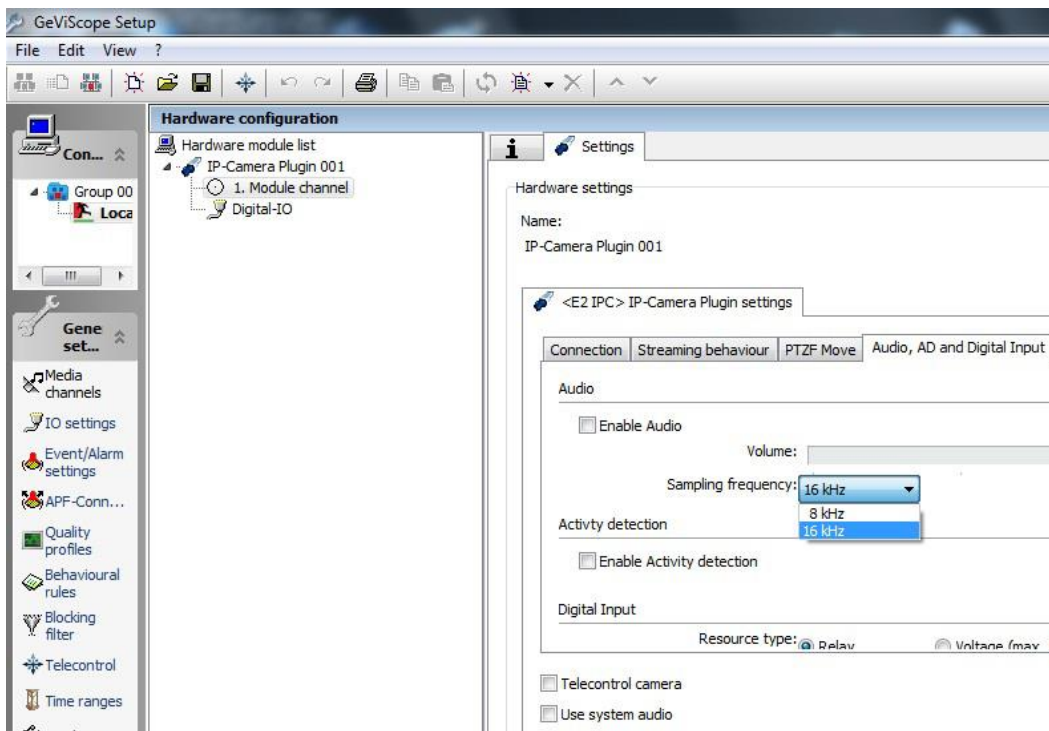 GeViScope Setup
File Edit View ?
Con...
Group 00
Loca
Gene
set...
Media
channels
IO settings
Event/Alarm
settings
APF-Conn...
Quality
profiles
Behavioural
rules
Blocking
filter
Telecontrol
Time ranges
Hardware configuration
Hardware module list
IP-Camera Plugin 001
1. Module channel
Digital-IO
i Settings
Hardware settings
Name:
IP-Camera Plugin 001
<E2 IPC> IP-Camera Plugin settings
Connection Streaming behaviour PTZF Move Audio, AD and Digital Input
Audio
Enable Audio
Volume:
Sampling frequency: 16 kHz
8 kHz
16 kHz
Activty detection
Enable Activity detection
Digital Input
Resource type: Relay Voltage (max
Telecontrol camera
Use system audio